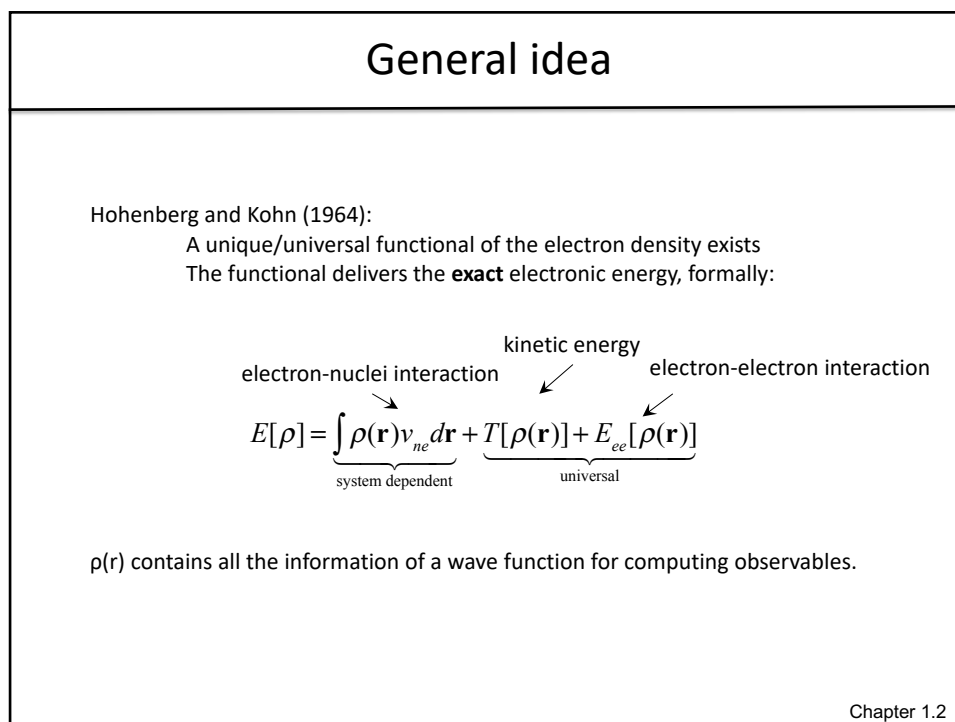 General idea
Hohenberg and Kohn (1964):
A unique/universal functional of the electron density exists
The functional delivers the exact electronic energy, formally:
kinetic energy
electron-nuclei interaction
electron-electron interaction
E[ρ] = ∫ ρ(r)v_ne dr + T[ρ(r)] + E_ee[ρ(r)]
system dependent
universal
ρ(r) contains all the information of a wave function for computing observables.
Chapter 1.2